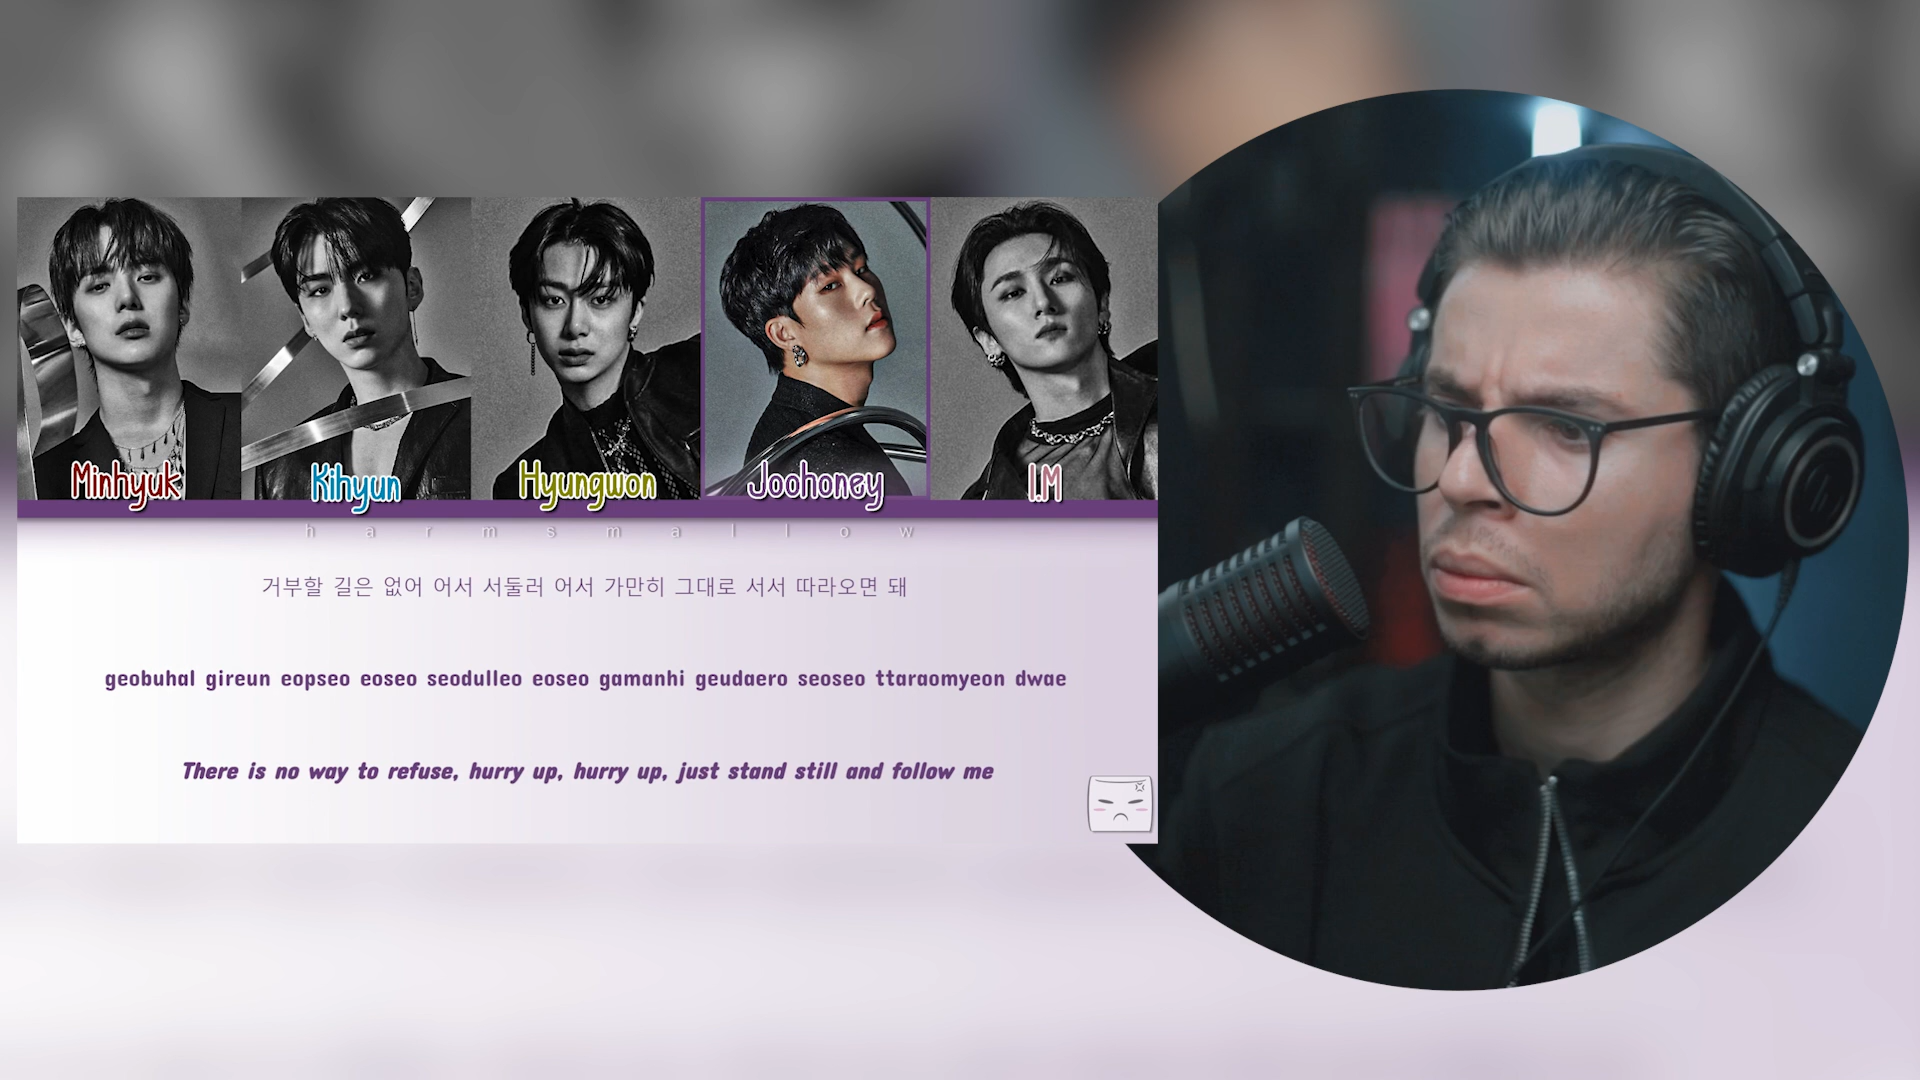 Minhyuk
Kihyun
Hyungwon
Joohoney
I.M
harmsmallow
거부할 길은 없어 어서 서둘러 어서 가만히 그대로 서서 따라오면 돼
geobuhal gireun eopseo eoseo seodulleo eoseo gamanhi geudaero seoseo ttaraomyeon dwae
There is no way to refuse, hurry up, hurry up, just stand still and follow me